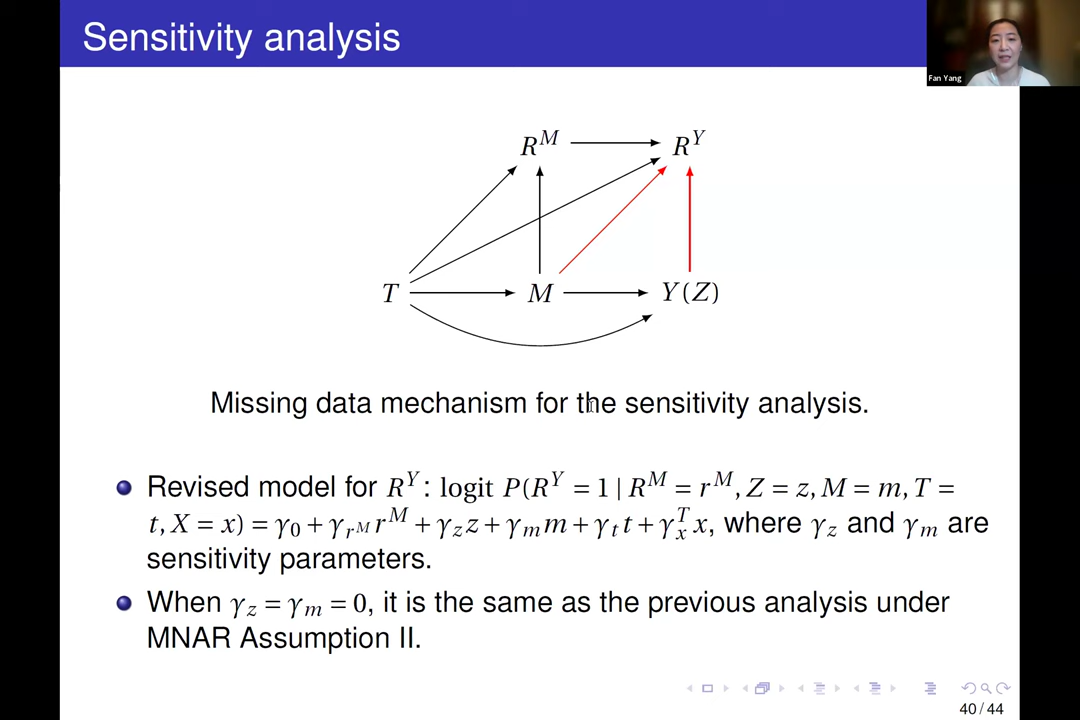 Sensitivity analysis
Fan Yang
R^M R^Y
T M Y(Z)
Missing data mechanism for the sensitivity analysis.
Revised model for R^Y: logit P(R^Y = 1 | R^M = r^M, Z = z, M = m, T =
t, X = x) = γ_0 + γ_{r^M} r^M + γ_z z + γ_m m + γ_t t + γ_x^T x, where γ_z and γ_m are
sensitivity parameters.
When γ_z = γ_m = 0, it is the same as the previous analysis under
MNAR Assumption II.
40 / 44